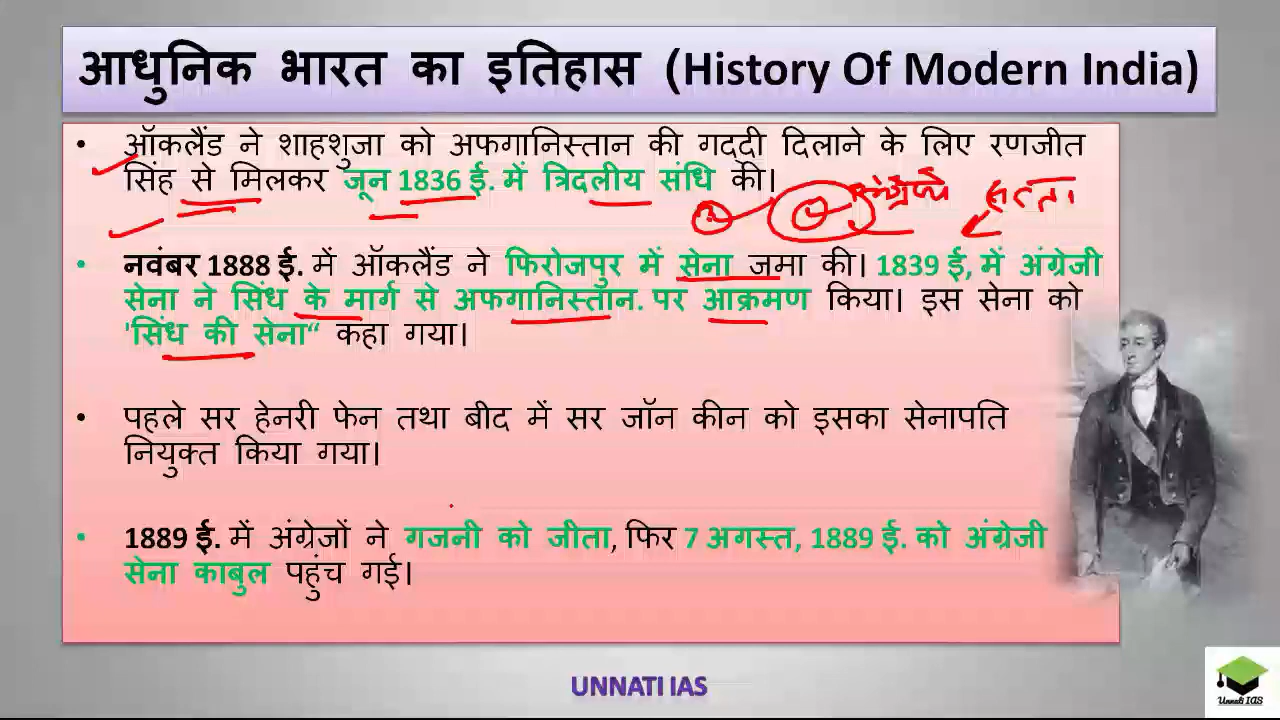 आधुनिक भारत का इतिहास (History Of Modern India)
• ऑकलैंड ने शाहशुजा को अफगानिस्तान की गद्दी दिलाने के लिए रणजीत
सिंह से मिलकर जून 1836 ई. में त्रिदलीय संधि की।
• नवंबर 1888 ई. में ऑकलैंड ने फिरोजपुर में सेना जमा की। 1839 ई, में अंग्रेजी
सेना ने सिंध के मार्ग से अफगानिस्तान. पर आक्रमण किया। इस सेना को
'सिंध की सेना“ कहा गया।
• पहले सर हेनरी फेन तथा बीद में सर जॉन कीन को इसका सेनापति
नियुक्त किया गया।
• 1889 ई. में अंग्रेजों ने गजनी को जीता, फिर 7 अगस्त, 1889 ई. को अंग्रेजी
सेना काबुल पहुंच गई।
UNNATI IAS
Unnati IAS